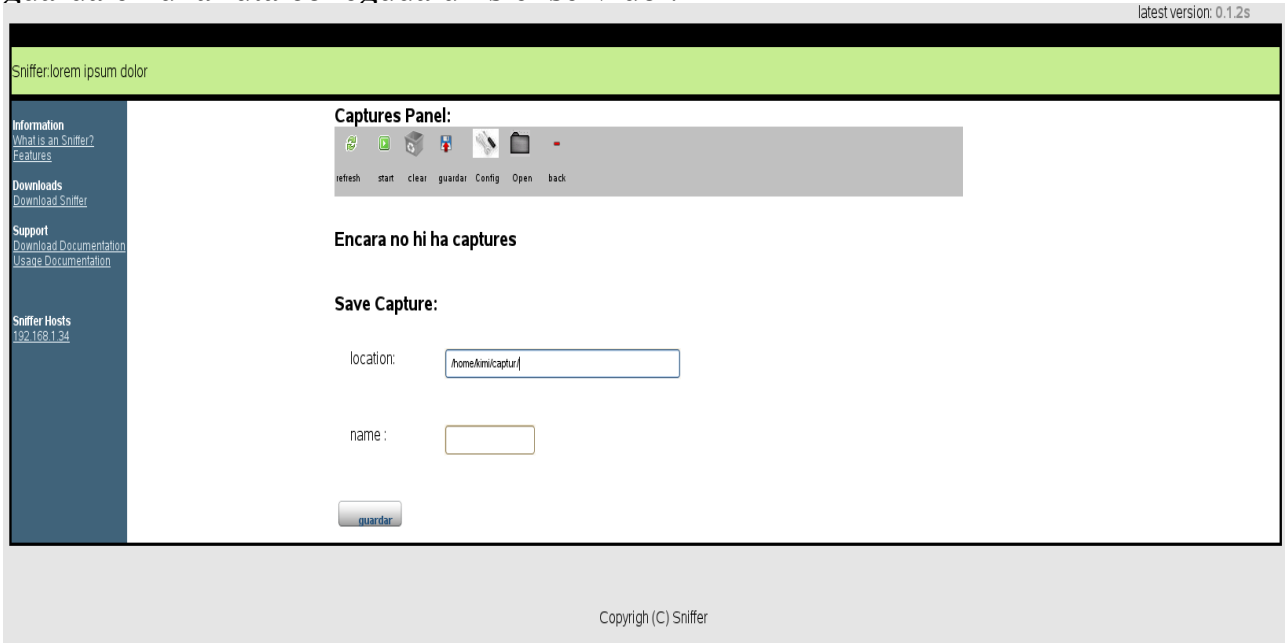 latest version: 0.1.2s
Sniffer:lorem ipsum dolor
Information
What is an Sniffer?
Features
Downloads
Download Sniffer
Support
Download Documentation
Usage Documentation
Sniffer Hosts
192.168.1.34
Captures Panel:
refresh start clear guardar Config Open back
Encara no hi ha captures
Save Capture:
location: /home/kimi/captur/
name :
guardar
Copyrigh (C) Sniffer